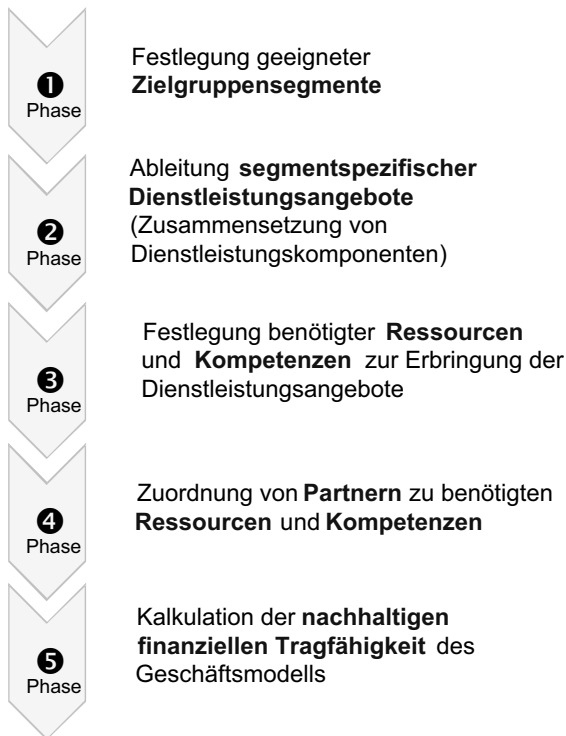 ❶
Phase
Festlegung geeigneter
Zielgruppensegmente
❷
Phase
Ableitung segmentspezifischer
Dienstleistungsangebote
(Zusammensetzung von
Dienstleistungskomponenten)
❸
Phase
Festlegung benötigter Ressourcen
und Kompetenzen zur Erbringung der
Dienstleistungsangebote
❹
Phase
Zuordnung von Partnern zu benötigten
Ressourcen und Kompetenzen
❺
Phase
Kalkulation der nachhaltigen
finanziellen Tragfähigkeit des
Geschäftsmodells